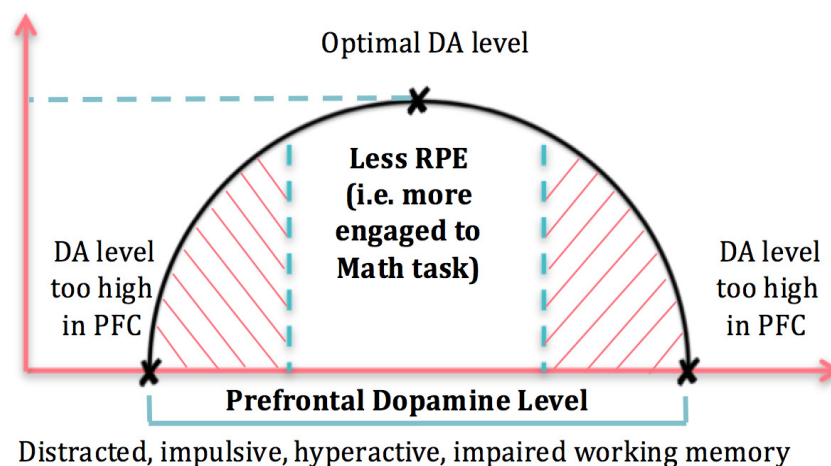 Optimal DA level
Less RPE
(i.e. more
engaged to
Math task)
DA level
too high
in PFC
DA level
too high
in PFC
Prefrontal Dopamine Level
Distracted, impulsive, hyperactive, impaired working memory